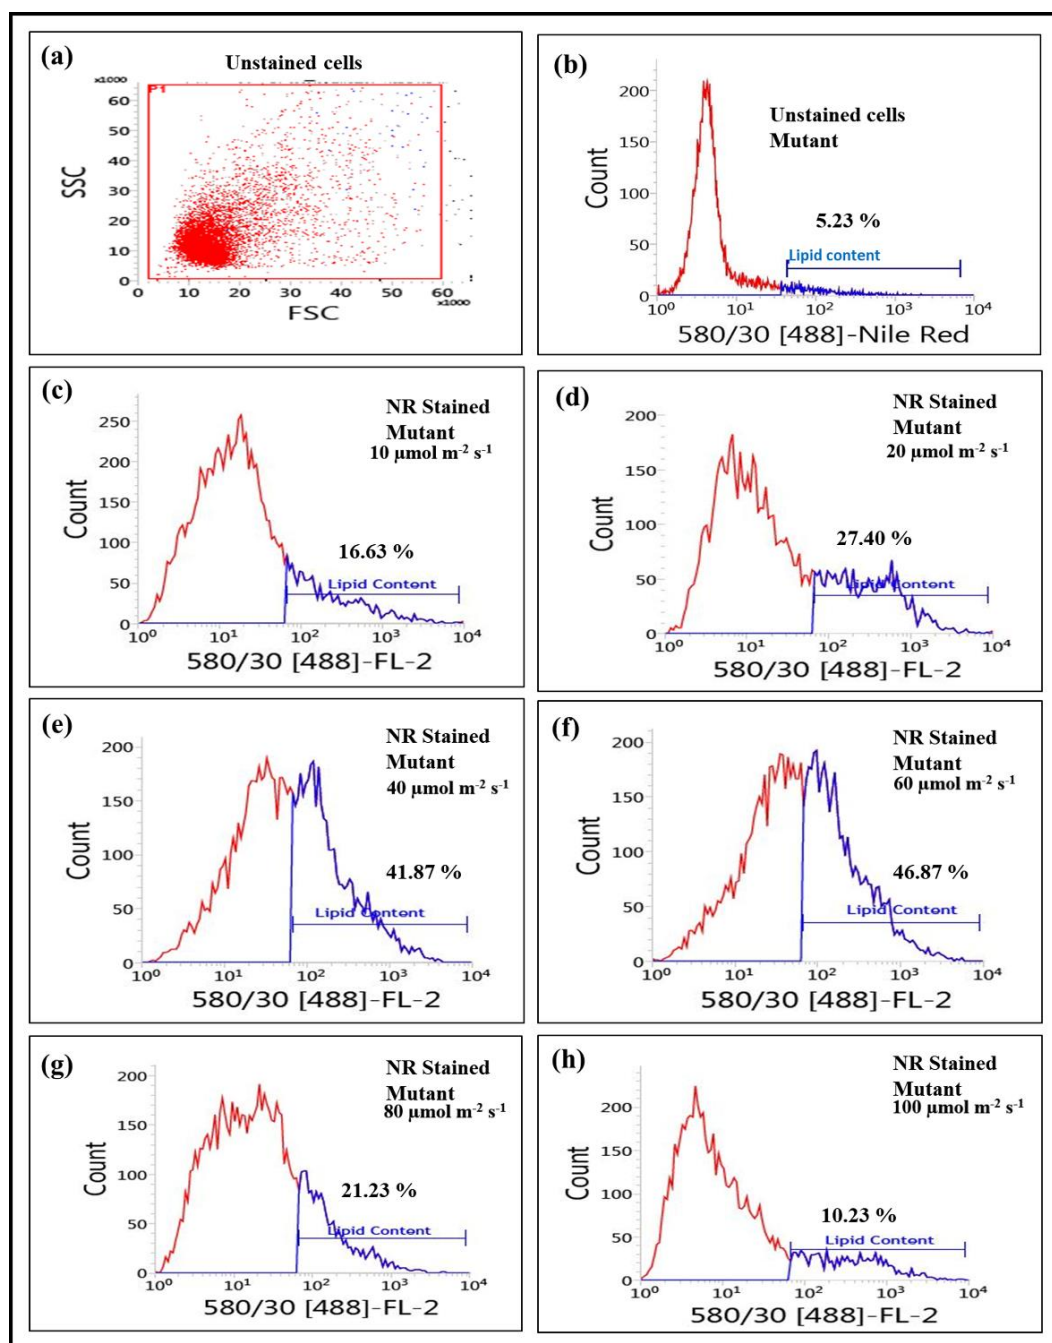 (a)
Unstained cells
x1000
P1
60
50
40
30
20
10
0
SSC
0 10 20 30 40 50 60
x1000
FSC
(b)
Unstained cells
Mutant
5.23 %
Lipid content
200
150
100
50
0
Count
10⁰ 10¹ 10² 10³ 10⁴
580/30 [488]-Nile Red
(c)
NR Stained
Mutant
10 µmol m⁻² s⁻¹
16.63 %
Lipid Content
250
200
150
100
50
0
Count
10⁰ 10¹ 10² 10³ 10⁴
580/30 [488]-FL-2
(d)
NR Stained
Mutant
20 µmol m⁻² s⁻¹
27.40 %
Lipid Content
200
150
100
50
0
Count
10⁰ 10¹ 10² 10³ 10⁴
580/30 [488]-FL-2
(e)
NR Stained
Mutant
40 µmol m⁻² s⁻¹
41.87 %
Lipid Content
200
150
100
50
0
Count
10⁰ 10¹ 10² 10³ 10⁴
580/30 [488]-FL-2
(f)
NR Stained
Mutant
60 µmol m⁻² s⁻¹
46.87 %
Lipid Content
200
150
100
50
0
Count
10⁰ 10¹ 10² 10³ 10⁴
580/30 [488]-FL-2
(g)
NR Stained
Mutant
80 µmol m⁻² s⁻¹
21.23 %
Lipid Content
200
150
100
50
0
Count
10⁰ 10¹ 10² 10³ 10⁴
580/30 [488]-FL-2
(h)
NR Stained
Mutant
100 µmol m⁻² s⁻¹
10.23 %
Lipid Content
200
150
100
50
0
Count
10⁰ 10¹ 10² 10³ 10⁴
580/30 [488]-FL-2